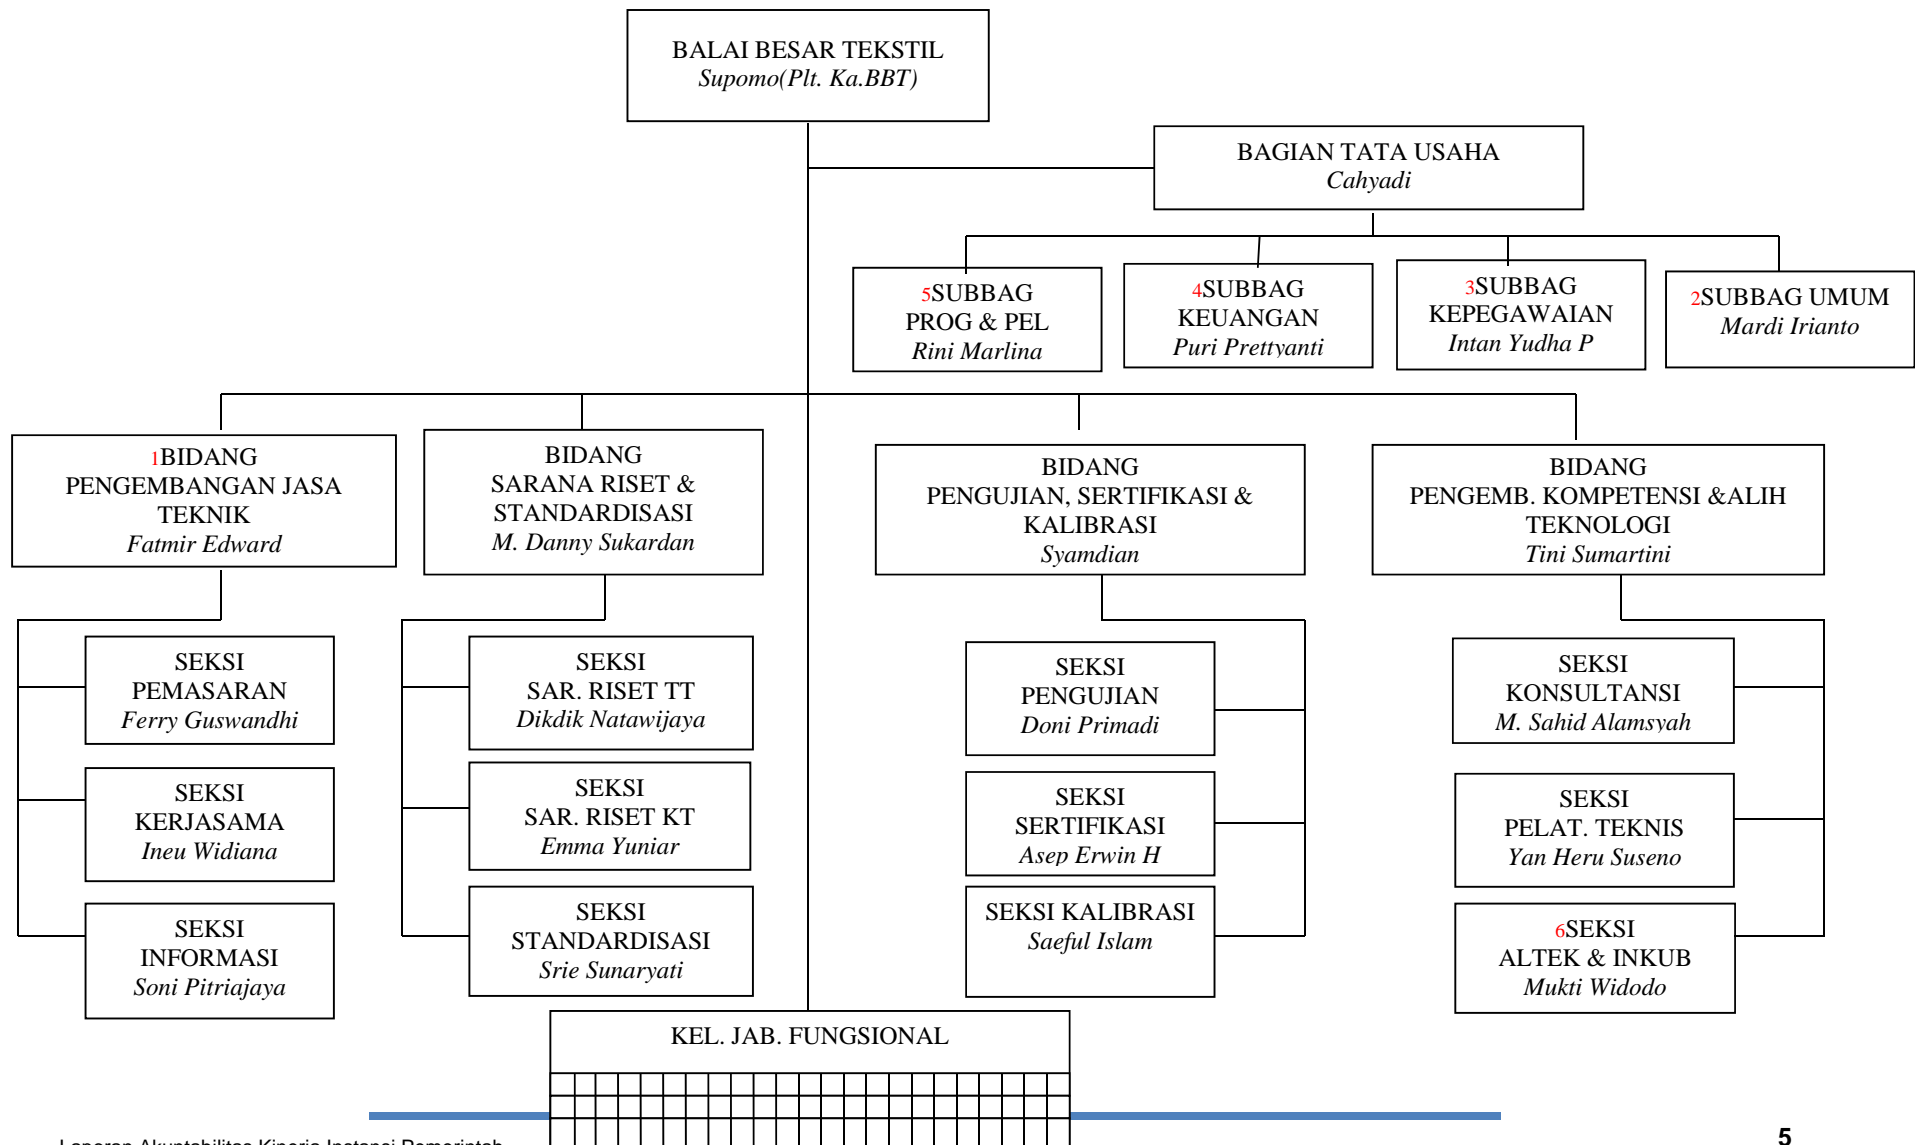 BALAI BESAR TEKSTIL
Supomo(Plt. Ka.BBT)
BAGIAN TATA USAHA
Cahyadi
5SUBBAG
PROG & PEL
Rini Marlina
4SUBBAG
KEUANGAN
Puri Prettyanti
3SUBBAG
KEPEGAWAIAN
Intan Yudha P
2SUBBAG UMUM
Mardi Irianto
1BIDANG
PENGEMBANGAN JASA
TEKNIK
Fatmir Edward
BIDANG
SARANA RISET &
STANDARDISASI
M. Danny Sukardan
BIDANG
PENGUJIAN, SERTIFIKASI &
KALIBRASI
Syamdian
BIDANG
PENGEMB. KOMPETENSI &ALIH
TEKNOLOGI
Tini Sumartini
SEKSI
PEMASARAN
Ferry Guswandhi
SEKSI
KERJASAMA
Ineu Widiana
SEKSI
INFORMASI
Soni Pitriajaya
SEKSI
SAR. RISET TT
Dikdik Natawijaya
SEKSI
SAR. RISET KT
Emma Yuniar
SEKSI
STANDARDISASI
Srie Sunaryati
SEKSI
PENGUJIAN
Doni Primadi
SEKSI
SERTIFIKASI
Asep Erwin H
SEKSI KALIBRASI
Saeful Islam
SEKSI
KONSULTANSI
M. Sahid Alamsyah
SEKSI
PELAT. TEKNIS
Yan Heru Suseno
6SEKSI
ALTEK & INKUB
Mukti Widodo
KEL. JAB. FUNGSIONAL
Laporan Akuntabilitas Kinerja Instansi Pemerintah
5